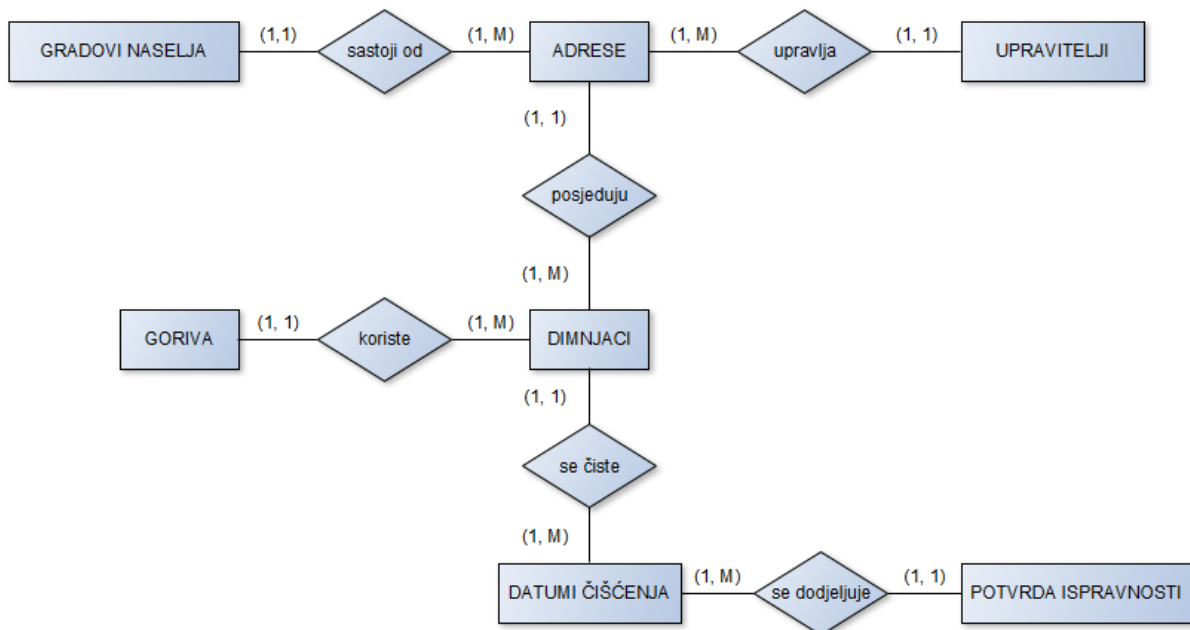 GRADOVI NASELJA
(1,1)
sastoji od
(1, M)
ADRESE
(1, M)
upravlja
(1, 1)
UPRAVITELJI
(1, 1)
posjeduju
(1, M)
GORIVA
(1, 1)
koriste
(1, M)
DIMNJACI
(1, 1)
se čiste
(1, M)
DATUMI ČIŠĆENJA
(1, M)
se dodjeljuje
(1, 1)
POTVRDA ISPRAVNOSTI